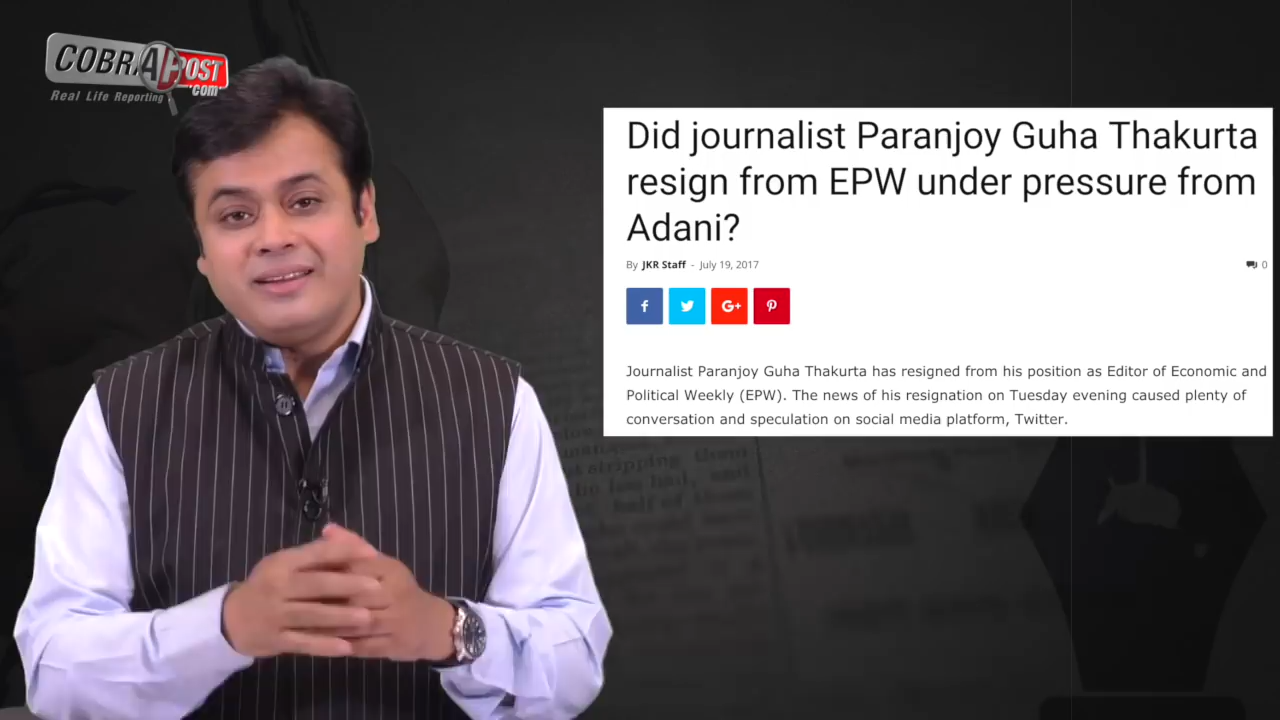 COBRAPOST
.com
Real Life Reporting
Did journalist Paranjoy Guha Thakurta
resign from EPW under pressure from
Adani?
By JKR Staff - July 19, 2017
0
f
G+
Journalist Paranjoy Guha Thakurta has resigned from his position as Editor of Economic and
Political Weekly (EPW). The news of his resignation on Tuesday evening caused plenty of
conversation and speculation on social media platform, Twitter.
stripping
half of